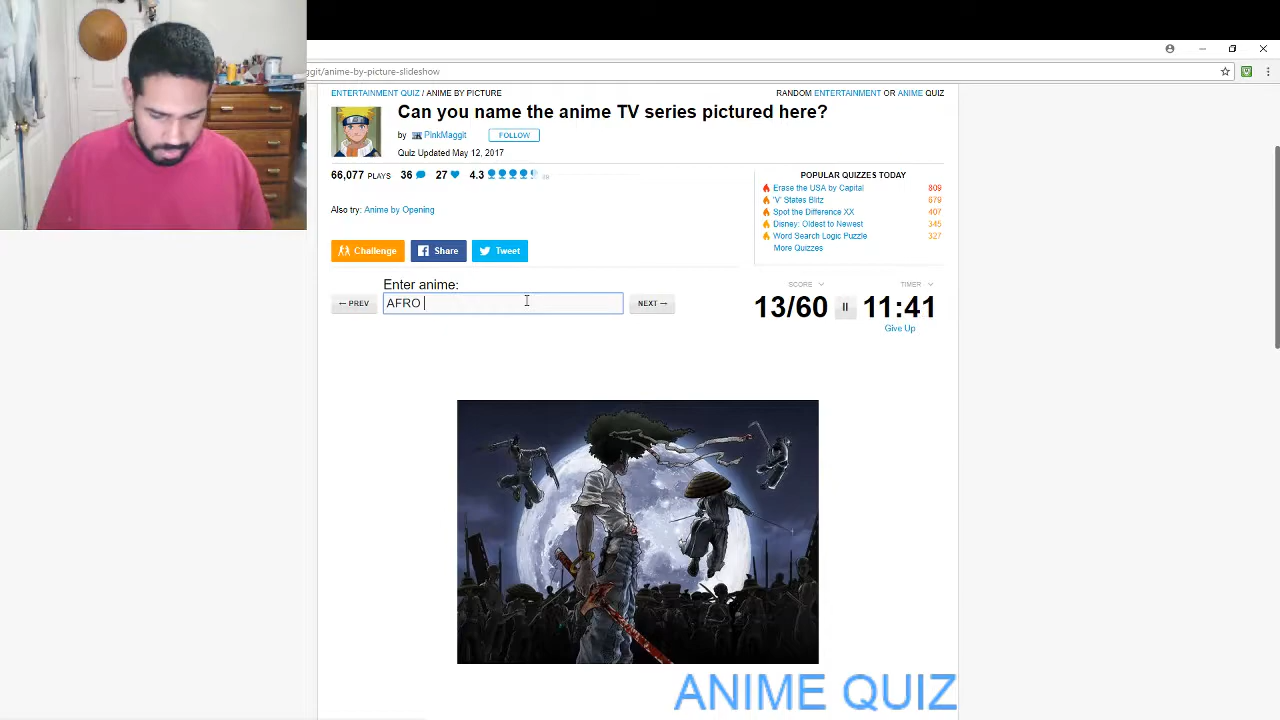 ggit/anime-by-picture-slideshow
ENTERTAINMENT QUIZ / ANIME BY PICTURE
RANDOM ENTERTAINMENT OR ANIME QUIZ
Can you name the anime TV series pictured here?
by PinkMaggit FOLLOW
Quiz Updated May 12, 2017
66,077 PLAYS 36 27 4.3
POPULAR QUIZZES TODAY
Erase the USA by Capital 809
'V' States Blitz 679
Spot the Difference XX 407
Disney: Oldest to Newest 345
Word Search Logic Puzzle 327
More Quizzes
Also try: Anime by Opening
Challenge Share Tweet
Enter anime:
← PREV AFRO NEXT →
SCORE TIMER
13/60 11:41
Give Up
ANIME QUIZ